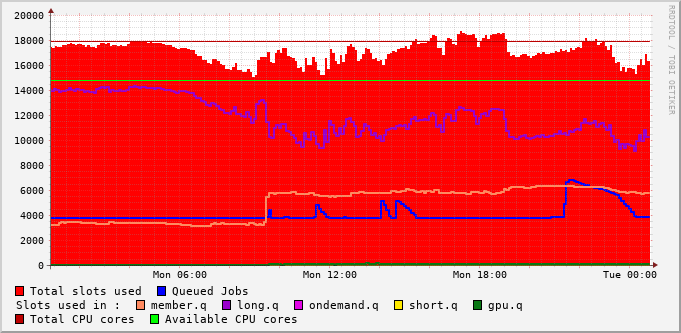 20000
18000
16000
14000
12000
10000
8000
6000
4000
2000
0
Mon 06:00 Mon 12:00 Mon 18:00 Tue 00:00
RRDTOOL / TOBI OETIKER
Total slots used Queued Jobs
Slots used in : member.q long.q ondemand.q short.q gpu.q
Total CPU cores Available CPU cores